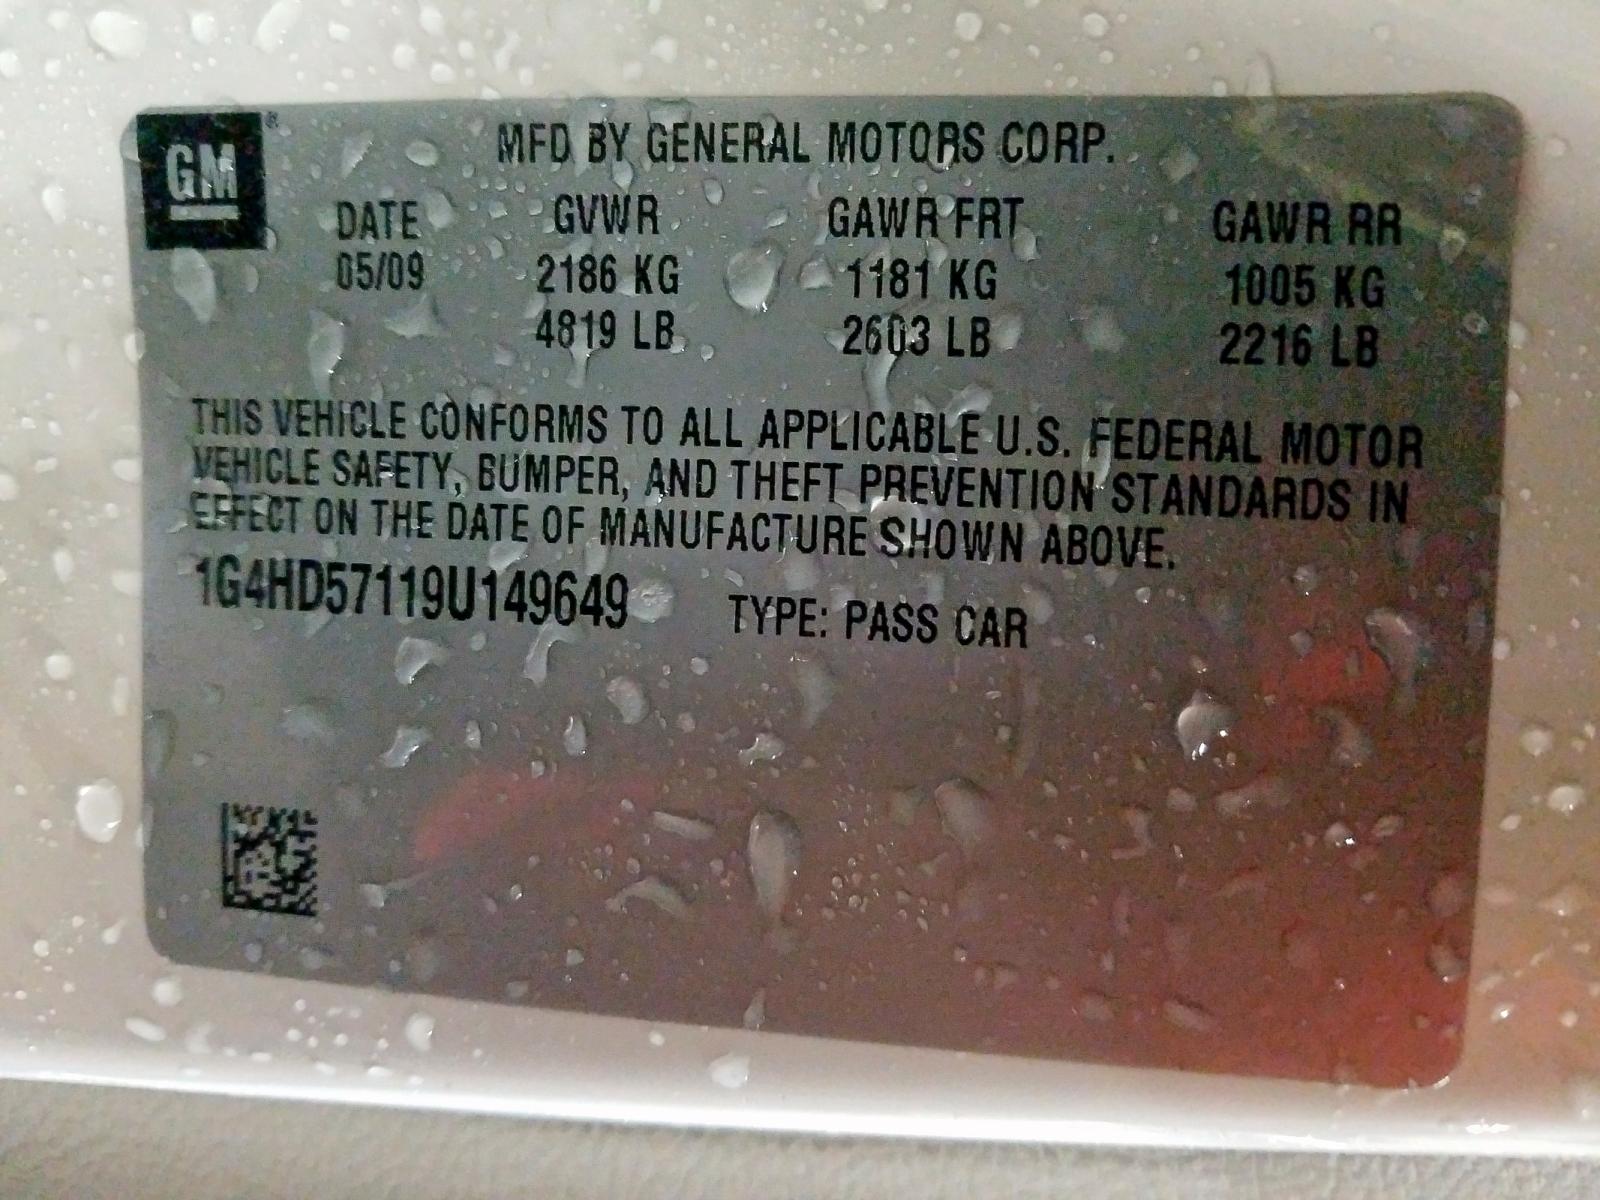 GM®
MFD BY GENERAL MOTORS CORP.
DATE GVWR GAWR FRT GAWR RR
05/09 2186 KG 1181 KG 1005 KG
4819 LB 2603 LB 2216 LB
THIS VEHICLE CONFORMS TO ALL APPLICABLE U.S. FEDERAL MOTOR
VEHICLE SAFETY, BUMPER, AND THEFT PREVENTION STANDARDS IN
EFFECT ON THE DATE OF MANUFACTURE SHOWN ABOVE.
1G4HD57119U149649 TYPE: PASS CAR